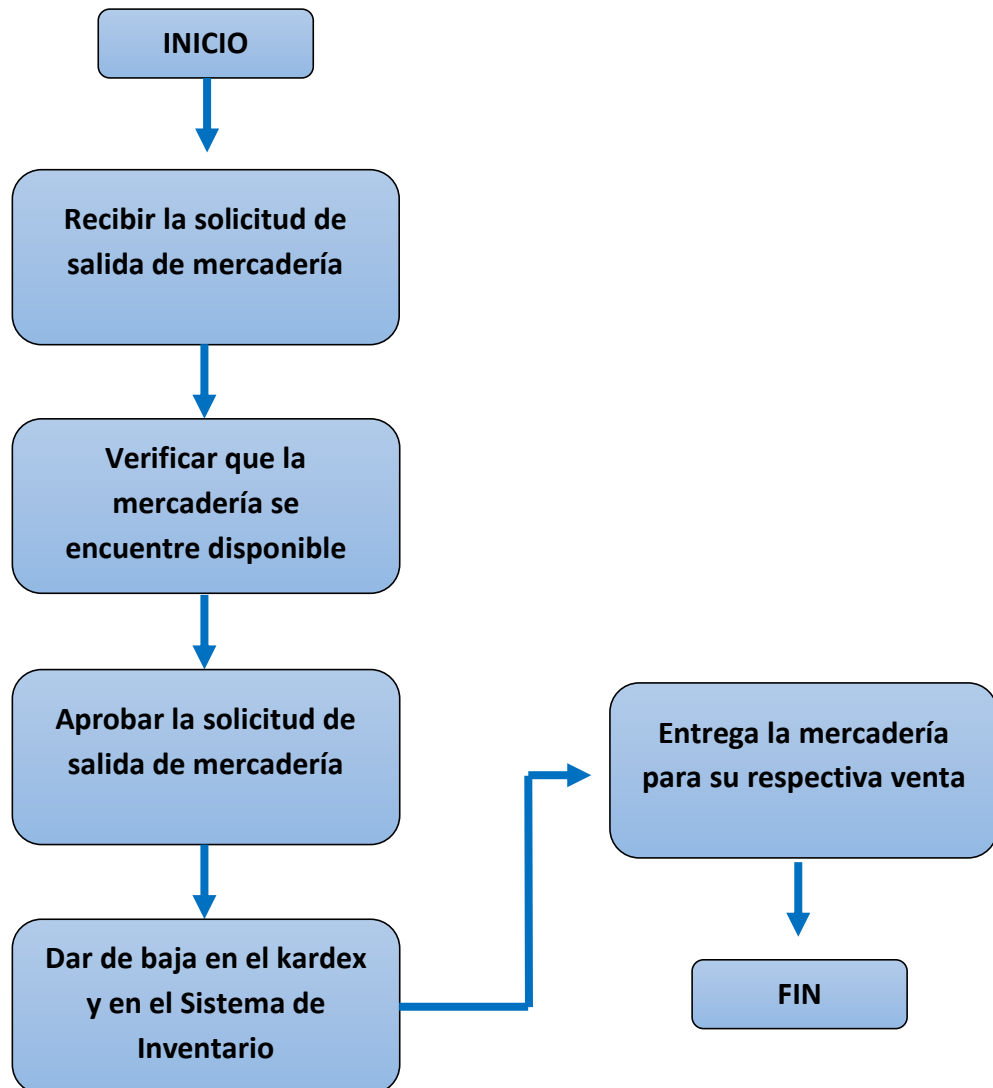 INICIO
Recibir la solicitud de
salida de mercadería
Verificar que la
mercadería se
encuentre disponible
Aprobar la solicitud de
salida de mercadería
Dar de baja en el kardex
y en el Sistema de
Inventario
Entrega la mercadería
para su respectiva venta
FIN